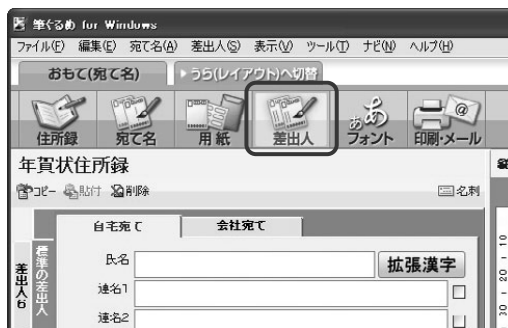 筆ぐるめ for Windows
ファイル(F) 編集(E) 宛て名(A) 差出人(S) 表示(V) ツール(T) ナビ(N) ヘルプ(H)
おもて(宛て名) うら(レイアウト)へ切替
住所録 宛て名 用紙 差出人 フォント 印刷・メール
年賀状住所録
コピー 貼付 削除 名刺
自宅宛て 会社宛て
氏名 拡張漢字
連名1
連名2
標準の差出人
差出人6
10
20
30